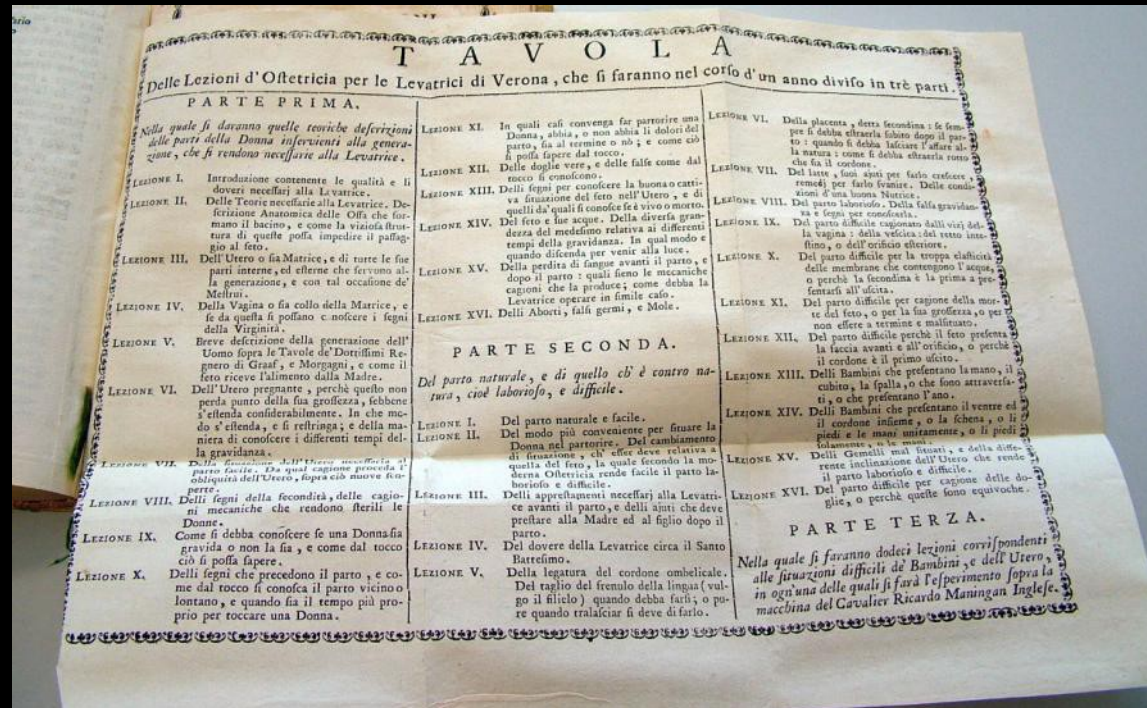 TAVOLA
Delle Lezioni d'Oſtetricia per le Levatrici di Verona, che ſi faranno nel corſo d'un anno diviſo in trè parti.
PARTE PRIMA.
Nella quale ſi daranno quelle teoriche deſcrizioni
delle parti della Donna inſervienti alla genera-
zione, che ſi rendono neceſſarie alla Levatrice.
LEZIONE I. Introduzione contenente le qualità e li
doveri neceſſarj alla Levatrice.
LEZIONE II. Delle Teorie neceſſarie alla Levatrice. De-
ſcrizione Anatomica delle Oſſa che for-
mano il bacino, e come la vizioſa ſtrut-
tura di queſte poſſa impedire il paſſag-
gio al feto.
LEZIONE III. Dell'Utero o ſia Matrice, e di tutte le ſue
parti interne, ed eſterne che ſervono al-
la generazione, e con tal occaſione de'
Meſtrui.
LEZIONE IV. Della Vagina o ſia collo della Matrice, e
ſe da queſta ſi poſſano c noſcere i ſegni
della Virginità.
LEZIONE V. Breve deſcrizione della generazione dell'
Uomo ſopra le Tavole de'Dottiſſimi Re-
gnero di Graaf, e Morgagni, e come il
feto riceve l'alimento dalla Madre.
LEZIONE VI. Dell'Utero pregnante, perchè queſto non
perda punto della ſua groſſezza, ſebbene
s'eſtenda conſiderabilmente. In che mo-
do s'eſtenda, e ſi reſtringa; e della ma-
niera di conoſcere i differenti tempi del-
la gravidanza.
LEZIONE VII. Della ſituazione dell'Utero neceſſaria al
parto facile. Da qual cagione proceda l'
obliquità dell'Utero, ſopra ciò nuove ſco-
perte.
LEZIONE VIII. Delli ſegni della fecondità, delle cagio-
ni mecaniche che rendono ſterili le
Donne.
LEZIONE IX. Come ſi debba conoſcere ſe una Donna ſia
gravida o non la ſia, e come dal tocco
ciò ſi poſſa ſapere.
LEZIONE X. Delli ſegni che precedono il parto, e co-
me dal tocco ſi conoſca il parto vicino o
lontano, e quando ſia il tempo più pro-
prio per toccare una Donna.
LEZIONE XI. In quali caſi convenga far partorire una
Donna, abbia, o non abbia li dolori del
parto, ſia al termine o nò; e come ciò
ſi poſſa ſapere dal tocco.
LEZIONE XII. Delle doglie vere, e delle falſe come dal
tocco ſi conoſcono.
LEZIONE XIII. Delli ſegni per conoſcere la buona o catti-
va ſituazione del feto nell'Utero, e di
quelli da'quali ſi conoſce ſe è vivo o morto.
LEZIONE XIV. Del feto e ſue acque. Della diverſa gran-
dezza del medeſimo relativa ai differenti
tempi della gravidanza. In qual modo e
quando diſcenda per venir alla luce.
LEZIONE XV. Della perdita di ſangue avanti il parto, e
dopo il parto: quali ſieno le mecaniche
cagioni che la produce; come debba la
Levatrice operare in ſimile caſo.
LEZIONE XVI. Delli Aborti, falſi germi, e Mole.
PARTE SECONDA.
Del parto naturale, e di quello ch' è contro na-
tura, cioè laborioſo, e difficile.
LEZIONE I. Del parto naturale e facile.
LEZIONE II. Del modo più conveniente per ſituare la
Donna nel partorire. Del cambiamento
di ſituazione, ch' eſſer deve relativa a
quella del feto, la quale ſecondo la mo-
derna Oſtetricia rende facile il parto la-
borioſo e difficile.
LEZIONE III. Delli appreſtamenti neceſſarj alla Levatri-
ce avanti il parto, e delli ajuti che deve
preſtare alla Madre ed al figlio dopo il
parto.
LEZIONE IV. Del dovere della Levatrice circa il Santo
Batteſimo.
LEZIONE V. Della legatura del cordone ombelicale.
Del taglio del frenulo della lingua (vul-
go il filelo) quando debba farſi; o pu-
re quando tralaſciar ſi deve di farlo.
LEZIONE VI. Della placenta, detta ſecondina: ſe ſem-
pre ſi debba eſtraerla ſubito dopo il par-
to: quando ſi debba laſciare l'affare al-
la natura: come ſi debba eſtraerla rotto
che ſia il cordone.
LEZIONE VII. Del latte, ſuoi ajuti per farlo creſcere,
remedj per farlo ſvanire. Delle condi-
zioni d'una buona Nutrice.
LEZIONE VIII. Del parto laborioſo. Della falſa gravidan-
za e ſegni per conoſcerla.
LEZIONE IX. Del parto difficile cagionato dalli vizj del-
la vagina: della veſcica: del retto inte-
ſtino, o dell'orificio eſteriore.
LEZIONE X. Del parto difficile per la troppa elaſticità
delle membrane che contengono l'acque,
o perchè la ſecondina è la prima a pre-
ſentarſi all'uſcita.
LEZIONE XI. Del parto difficile per cagione della mor-
te del feto, o per la ſua groſſezza, o per
non eſſere a termine e malſituato.
LEZIONE XII. Del parto difficile perchè il feto preſenta
la faccia avanti e all'orificio, o perchè
il cordone è il primo uſcito.
LEZIONE XIII. Delli Bambini che preſentano la mano, il
cubito, la ſpalla, o che ſono attraverſa-
ti, o che preſentano l'ano.
LEZIONE XIV. Delli Bambini che preſentano il ventre ed
il cordone inſieme, o la ſchena, o li
piedi e le mani unitamente, o li piedi
ſolamente, o le mani.
LEZIONE XV. Delli Gemelli mal ſituati, e della diffe-
rente inclinazione dell'Utero che rende
il parto laborioſo e difficile.
LEZIONE XVI. Del parto difficile per cagione delle do-
glie, o perchè queſte ſono equivoche.
PARTE TERZA.
Nella quale ſi faranno dodeci lezioni corriſpondenti
alle ſituazioni difficili de' Bambini, e dell'Utero,
in ogn'una delle quali ſi farà l'eſperimento ſopra la
macchina del Cavalier Ricardo Maningan Ingleſe.